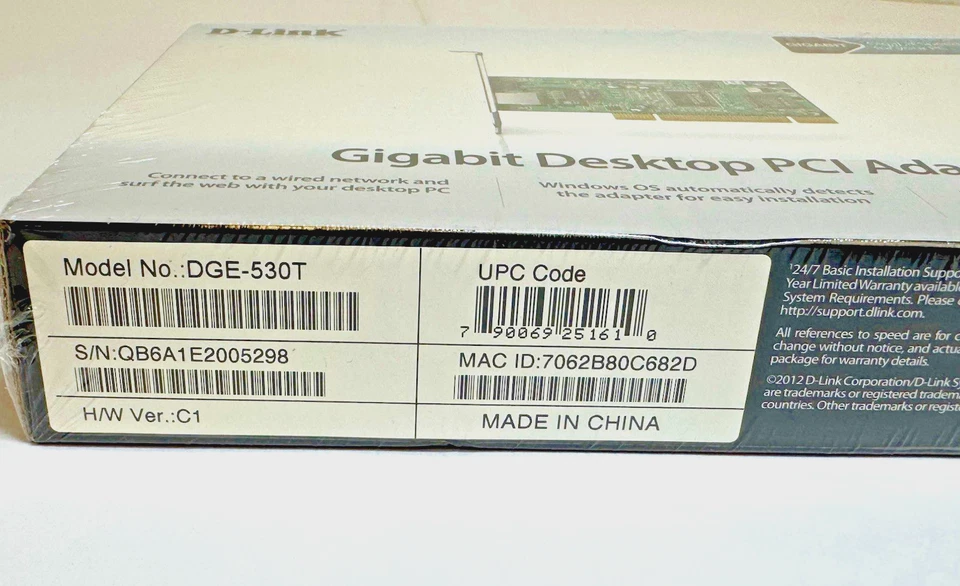 D-Link
GIGABIT
Gigabit Desktop PCI Ada
Connect to a wired network and
surf the web with your desktop PC
Windows OS automatically detects
the adapter for easy installation
Model No.:DGE-530T
UPC Code
7 90069 25161 0
S/N:QB6A1E2005298
MAC ID:7062B80C682D
H/W Ver.:C1
MADE IN CHINA
¹24/7 Basic Installation Suppo
Year Limited Warranty availabl
System Requirements. Please
http://support.dlink.com.
All references to speed are for c
change without notice, and actua
package for warranty details.
©2012 D-Link Corporation/D-Link S
are trademarks or registered tradem
countries. Other trademarks or regist